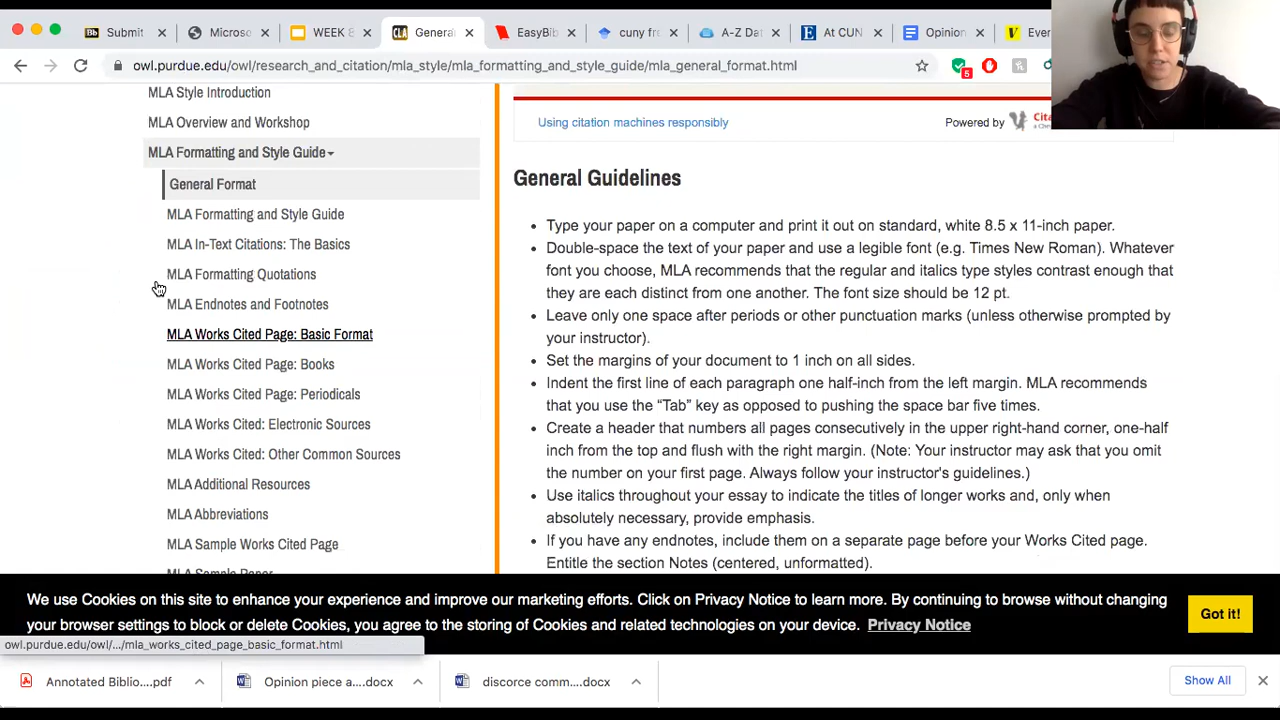 Submit
Microso
WEEK 8
CLA
General
EasyBib
cuny fr
A-Z Dat
At CUN
Opinion
Ever
owl.purdue.edu/owl/research_and_citation/mla_style/mla_formatting_and_style_guide/mla_general_format.html
5
MLA Style Introduction
MLA Overview and Workshop
MLA Formatting and Style Guide
General Format
MLA Formatting and Style Guide
MLA In-Text Citations: The Basics
MLA Formatting Quotations
MLA Endnotes and Footnotes
MLA Works Cited Page: Basic Format
MLA Works Cited Page: Books
MLA Works Cited Page: Periodicals
MLA Works Cited: Electronic Sources
MLA Works Cited: Other Common Sources
MLA Additional Resources
MLA Abbreviations
MLA Sample Works Cited Page
MLA Sample Paper
Using citation machines responsibly
Powered by
General Guidelines
• Type your paper on a computer and print it out on standard, white 8.5 x 11-inch paper.
• Double-space the text of your paper and use a legible font (e.g. Times New Roman). Whatever
font you choose, MLA recommends that the regular and italics type styles contrast enough that
they are each distinct from one another. The font size should be 12 pt.
• Leave only one space after periods or other punctuation marks (unless otherwise prompted by
your instructor).
• Set the margins of your document to 1 inch on all sides.
• Indent the first line of each paragraph one half-inch from the left margin. MLA recommends
that you use the “Tab” key as opposed to pushing the space bar five times.
• Create a header that numbers all pages consecutively in the upper right-hand corner, one-half
inch from the top and flush with the right margin. (Note: Your instructor may ask that you omit
the number on your first page. Always follow your instructor's guidelines.)
• Use italics throughout your essay to indicate the titles of longer works and, only when
absolutely necessary, provide emphasis.
• If you have any endnotes, include them on a separate page before your Works Cited page.
Entitle the section Notes (centered, unformatted).
We use Cookies on this site to enhance your experience and improve our marketing efforts. Click on Privacy Notice to learn more. By continuing to browse without changing
your browser settings to block or delete Cookies, you agree to the storing of Cookies and related technologies on your device. Privacy Notice
Got it!
owl.purdue.edu/owl/.../mla_works_cited_page_basic_format.html
Annotated Biblio....pdf
Opinion piece a....docx
discorce comm....docx
Show All